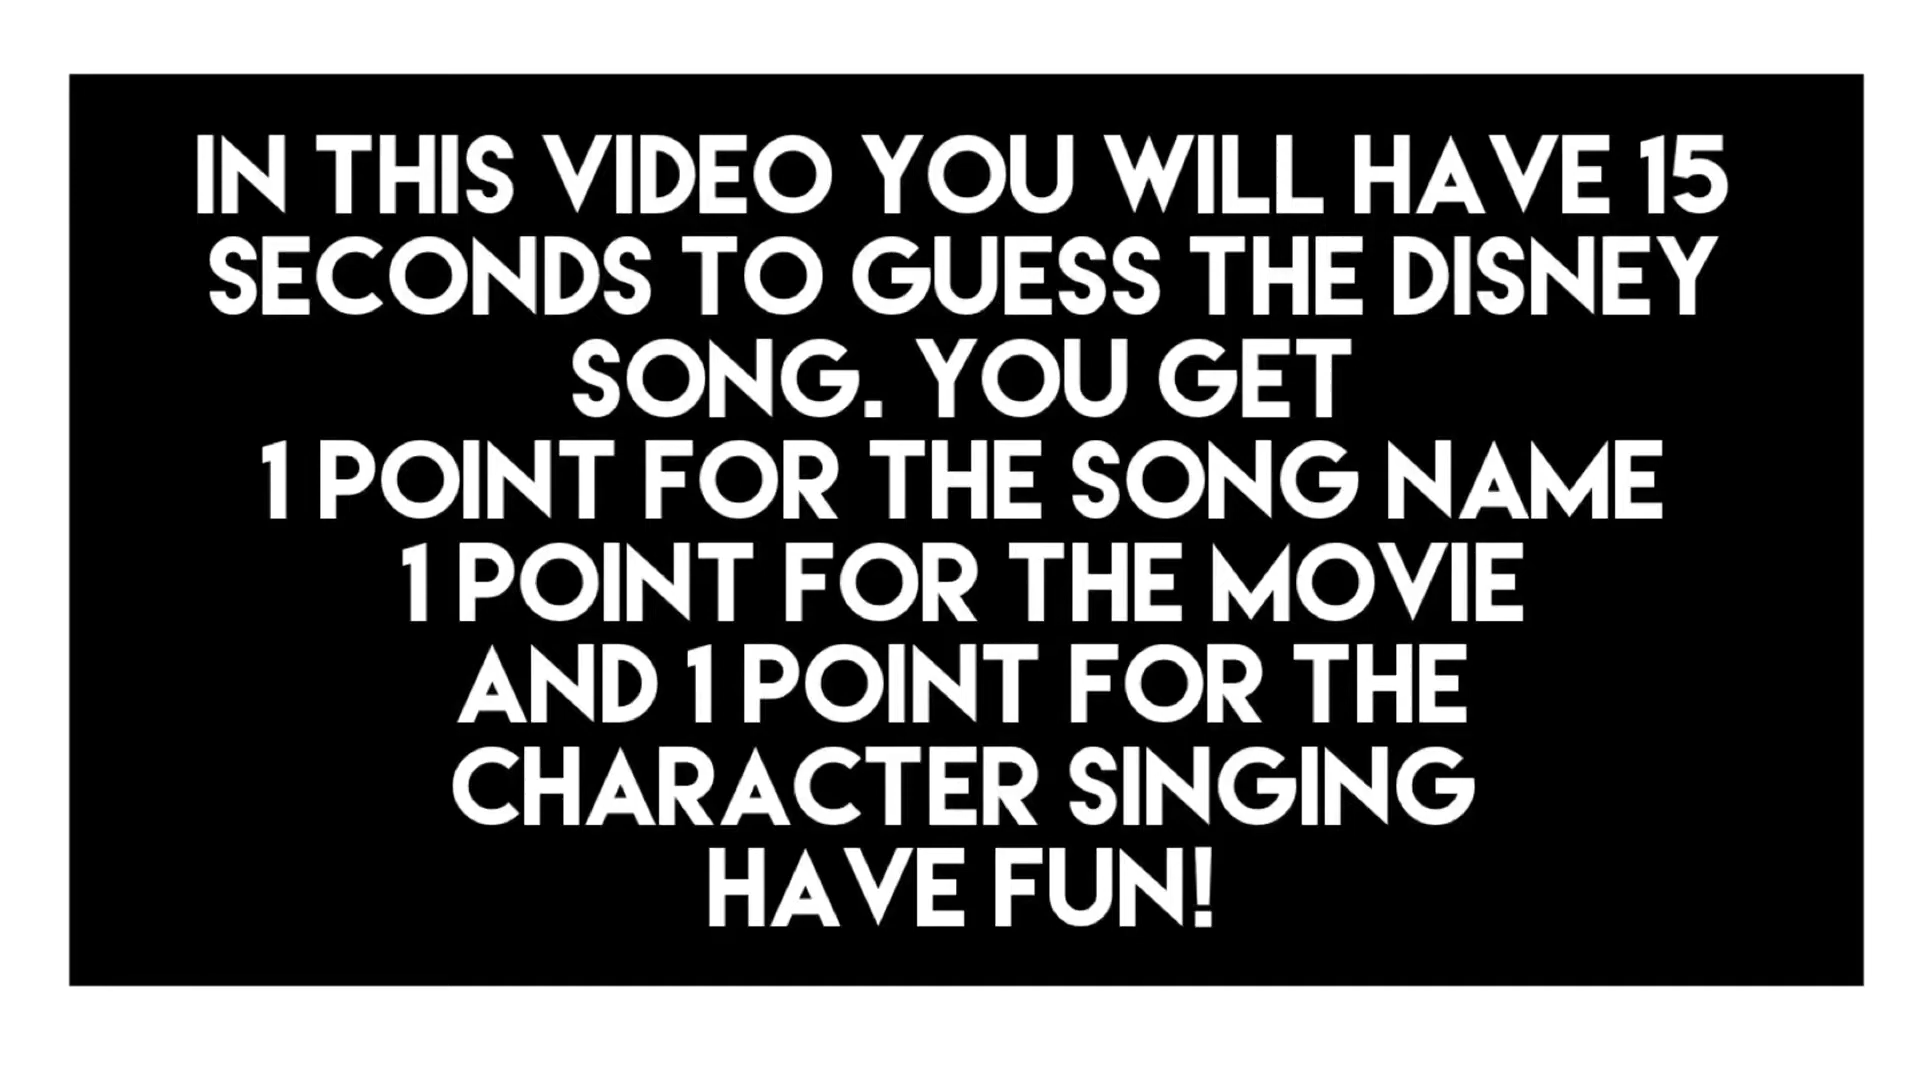 IN THIS VIDEO YOU WILL HAVE 15
SECONDS TO GUESS THE DISNEY
SONG. YOU GET
1 POINT FOR THE SONG NAME
1 POINT FOR THE MOVIE
AND 1 POINT FOR THE
CHARACTER SINGING
HAVE FUN!